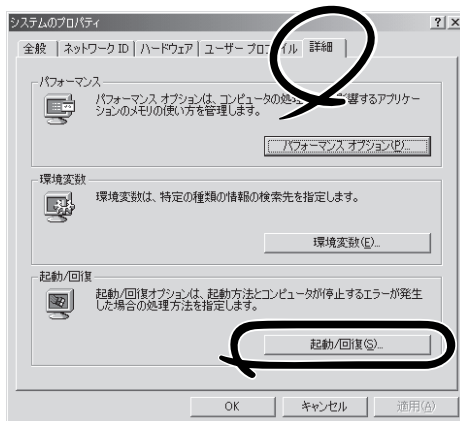 システムのプロパティ
? ×
全般 ネットワーク ID ハードウェア ユーザー プロファイル 詳細
パフォーマンス
パフォーマンス オプションは、コンピュータの処 影響するアプリケー
ションのメモリの使い方を管理します。
パフォーマンス オプション(P)...
環境変数
環境変数は、特定の種類の情報の検索先を指定します。
環境変数(E)...
起動/回復
起動/回復オプションは、起動方法とコンピュータが停止するエラーが発生
した場合の処理方法を指定します。
起動/回復(S)...
OK キャンセル 適用(A)